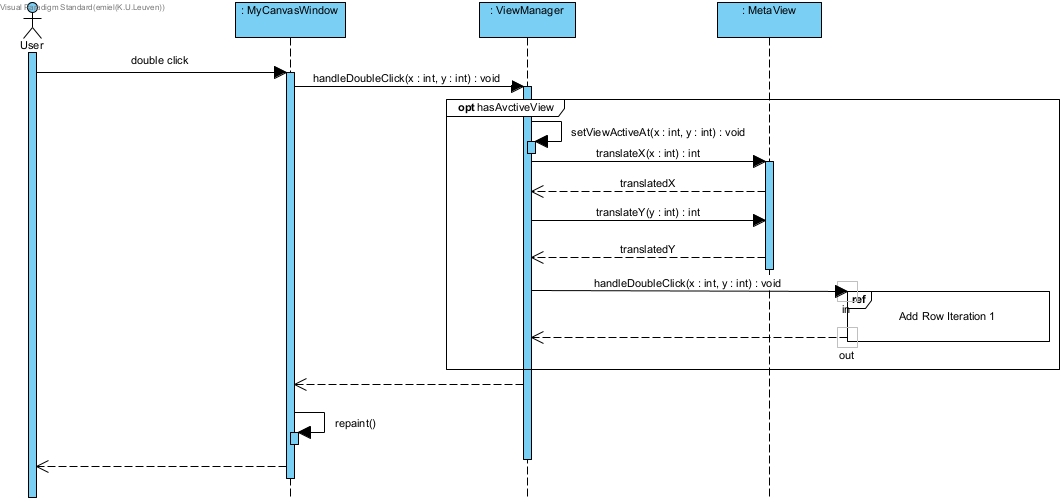 Visual Paradigm Standard(emiel(K.U.Leuven))
: MyCanvasWindow
: ViewManager
: MetaView
User
double click
handleDoubleClick(x : int, y : int) : void
opt hasAvctiveView
setViewActiveAt(x : int, y : int) : void
translateX(x : int) : int
translatedX
translateY(y : int) : int
translatedY
handleDoubleClick(x : int, y : int) : void
ref
in
Add Row Iteration 1
out
repaint()